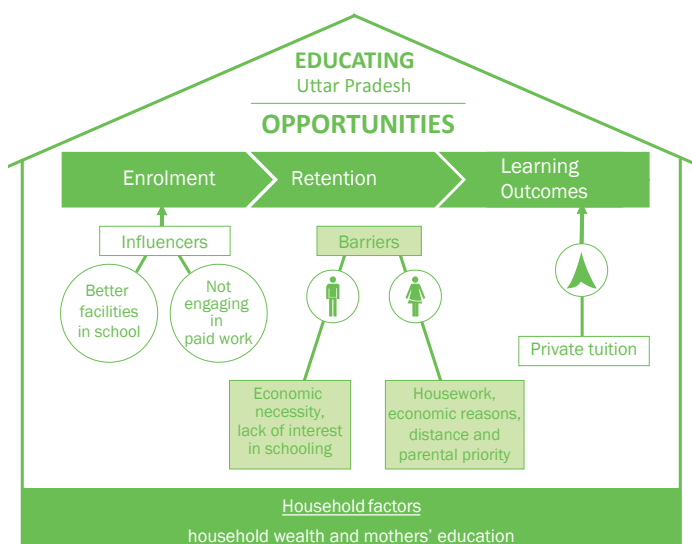 EDUCATING
Uttar Pradesh
OPPORTUNITIES
Enrolment
Retention
Learning
Outcomes
Influencers
Better
facilities
in school
Not
engaging
in
paid work
Barriers
Economic
necessity,
lack of interest
in schooling
Housework,
economic reasons,
distance and
parental priority
Private tuition
Household factors
household wealth and mothers' education